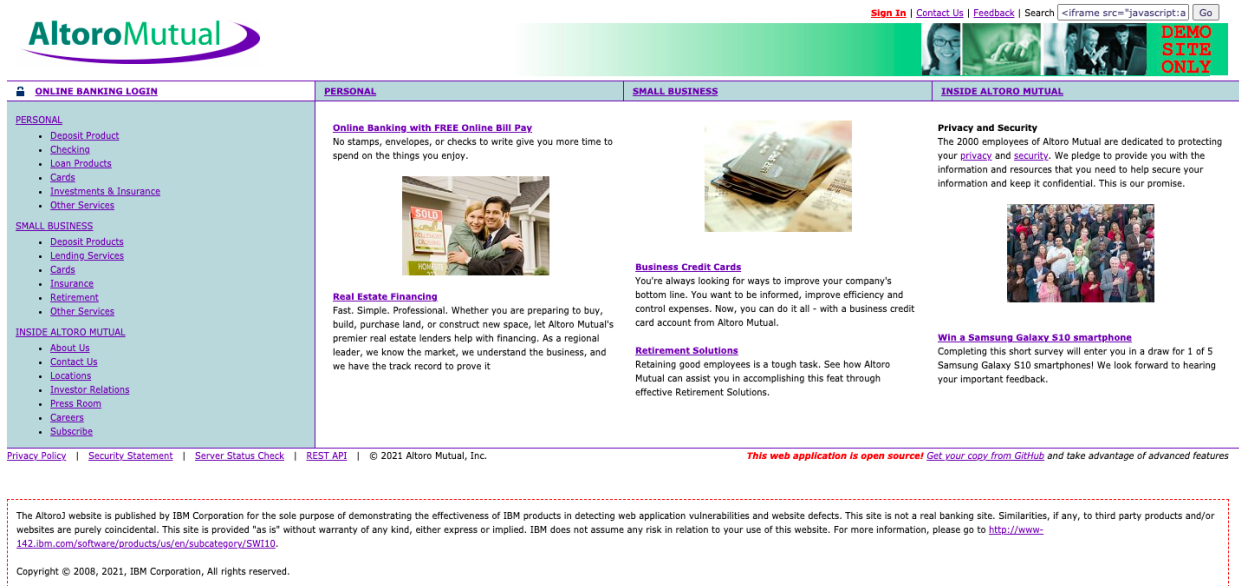 Sign In | Contact Us | Feedback | Search <iframe src="javascript:a Go
AltoroMutual
DEMO
SITE
ONLY
ONLINE BANKING LOGIN
PERSONAL
SMALL BUSINESS
INSIDE ALTORO MUTUAL
PERSONAL
Deposit Product
Checking
Loan Products
Cards
Investments & Insurance
Other Services
SMALL BUSINESS
Deposit Products
Lending Services
Cards
Insurance
Retirement
Other Services
INSIDE ALTORO MUTUAL
About Us
Contact Us
Locations
Investor Relations
Press Room
Careers
Subscribe
Online Banking with FREE Online Bill Pay
No stamps, envelopes, or checks to write give you more time to
spend on the things you enjoy.
SOLD
Real Estate Financing
Fast. Simple. Professional. Whether you are preparing to buy,
build, purchase land, or construct new space, let Altoro Mutual's
premier real estate lenders help with financing. As a regional
leader, we know the market, we understand the business, and
we have the track record to prove it
Business Credit Cards
You're always looking for ways to improve your company's
bottom line. You want to be informed, improve efficiency and
control expenses. Now, you can do it all - with a business credit
card account from Altoro Mutual.
Retirement Solutions
Retaining good employees is a tough task. See how Altoro
Mutual can assist you in accomplishing this feat through
effective Retirement Solutions.
Privacy and Security
The 2000 employees of Altoro Mutual are dedicated to protecting
your privacy and security. We pledge to provide you with the
information and resources that you need to help secure your
information and keep it confidential. This is our promise.
Win a Samsung Galaxy S10 smartphone
Completing this short survey will enter you in a draw for 1 of 5
Samsung Galaxy S10 smartphones! We look forward to hearing
your important feedback.
Privacy Policy | Security Statement | Server Status Check | REST API | © 2021 Altoro Mutual, Inc.
This web application is open source! Get your copy from GitHub and take advantage of advanced features
The AltoroJ website is published by IBM Corporation for the sole purpose of demonstrating the effectiveness of IBM products in detecting web application vulnerabilities and website defects. This site is not a real banking site. Similarities, if any, to third party products and/or
websites are purely coincidental. This site is provided "as is" without warranty of any kind, either express or implied. IBM does not assume any risk in relation to your use of this website. For more information, please go to http://www-
142.ibm.com/software/products/us/en/subcategory/SWI10.
Copyright © 2008, 2021, IBM Corporation, All rights reserved.